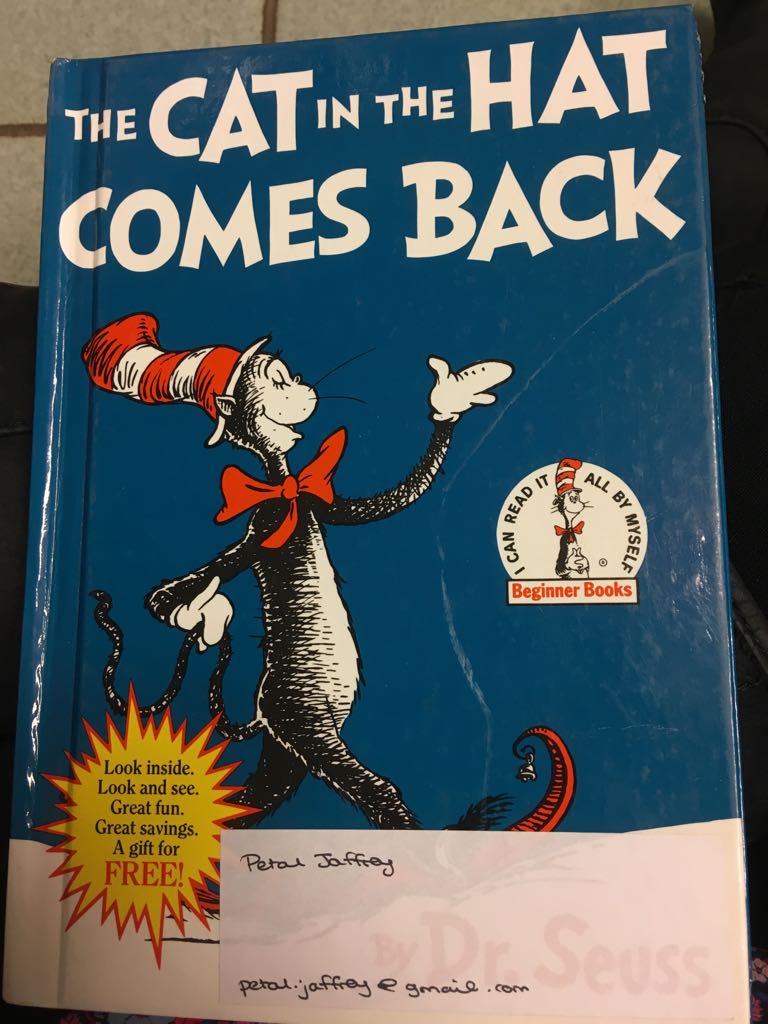 THE CAT IN THE HAT
COMES BACK
I CAN READ IT ALL BY MYSELF
®
Beginner Books
Look inside.
Look and see.
Great fun.
Great savings.
A gift for
FREE!
Petal Jaffrey
By Dr. Seuss
petal.jaffrey@gmail.com